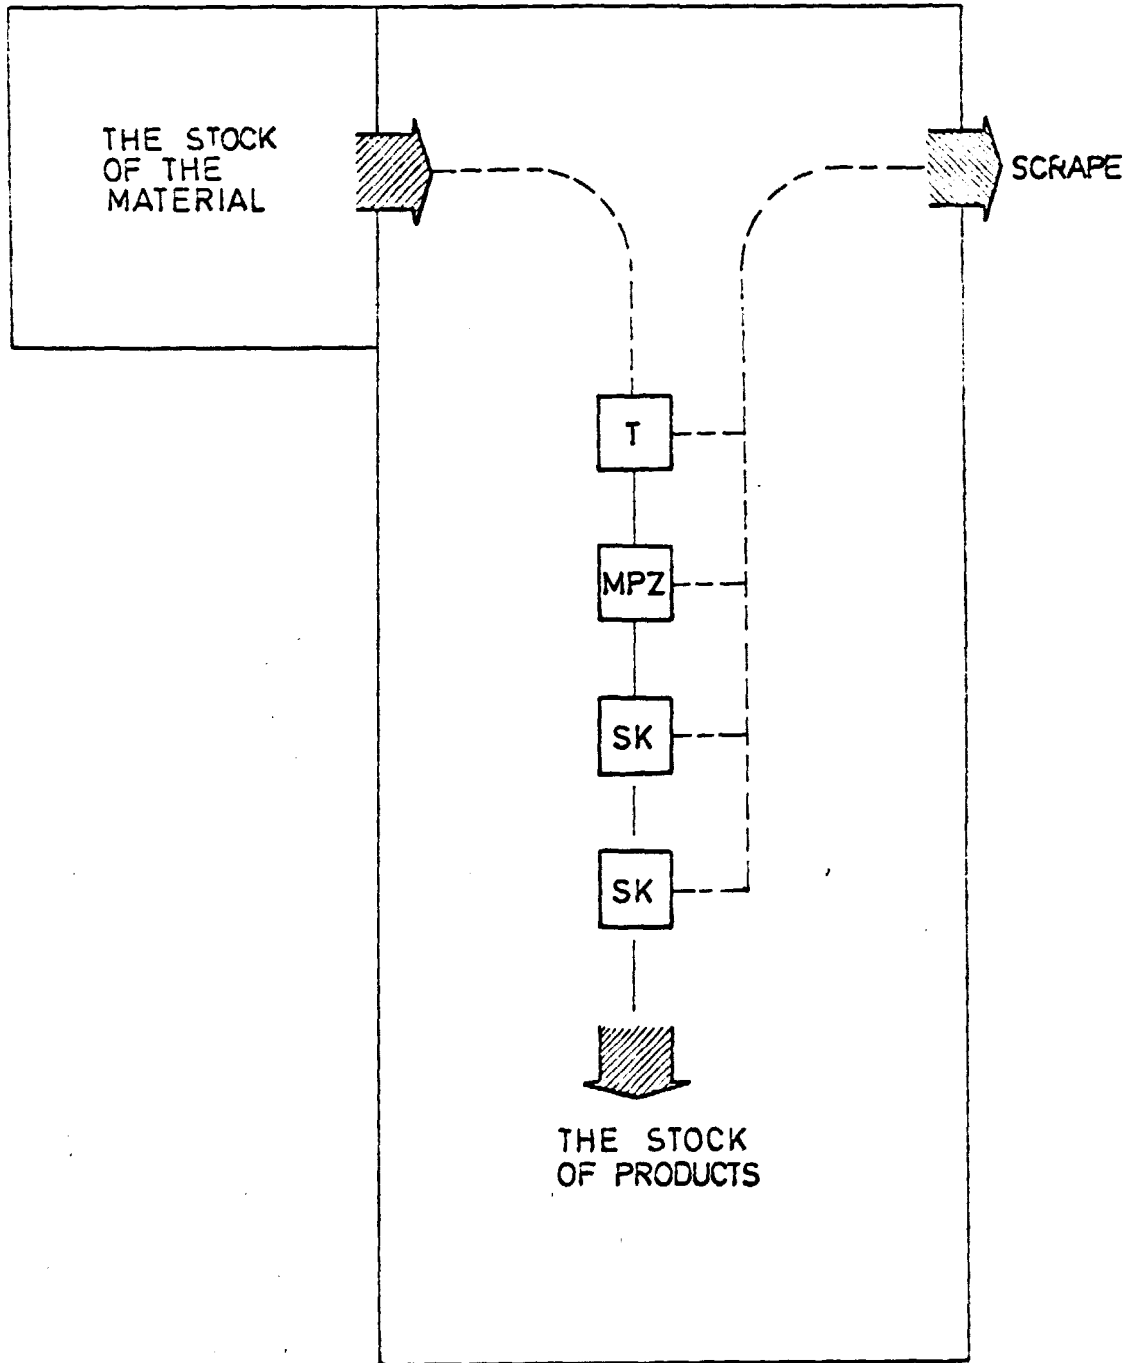 THE STOCK
OF THE
MATERIAL
SCRAPE
T
MPZ
SK
SK
THE STOCK
OF PRODUCTS